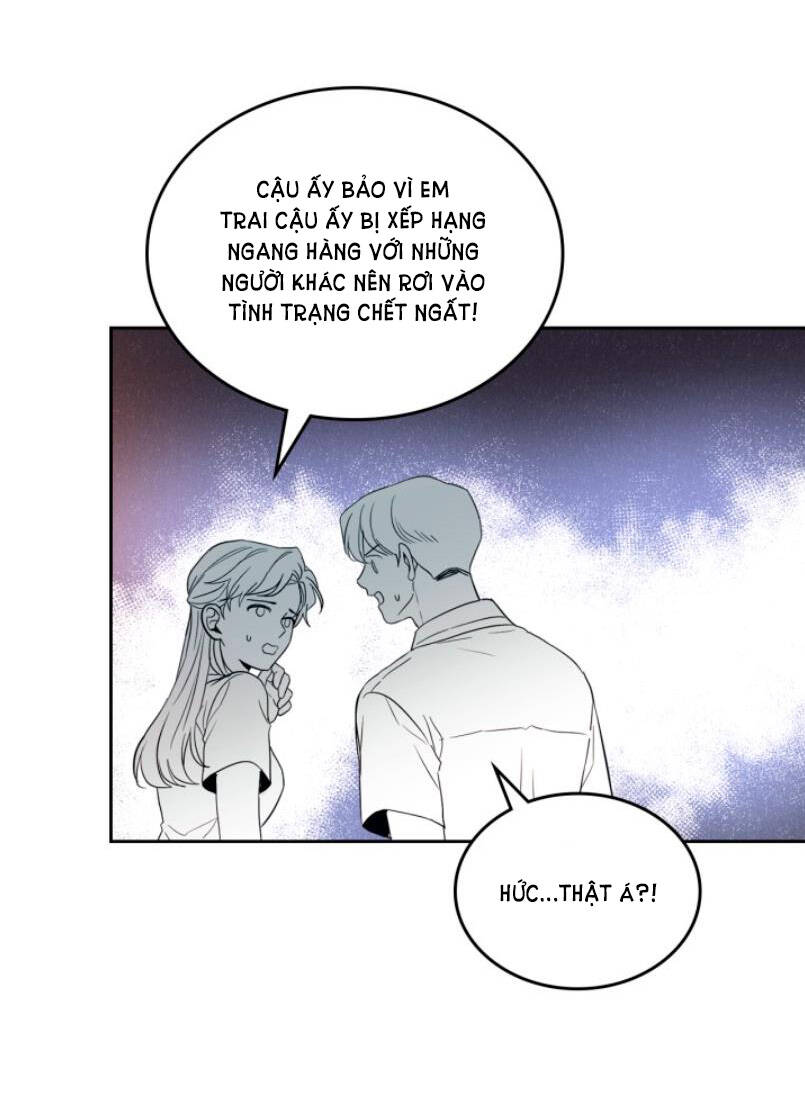 CẬU ẤY BẢO VÌ EM
TRAI CẬU ẤY BỊ XẾP HẠNG
NGANG HÀNG VỚI NHỮNG
NGƯỜI KHÁC NÊN RƠI VÀO
TÌNH TRẠNG CHẾT NGẤT!
HỨC...THẬT Á?!